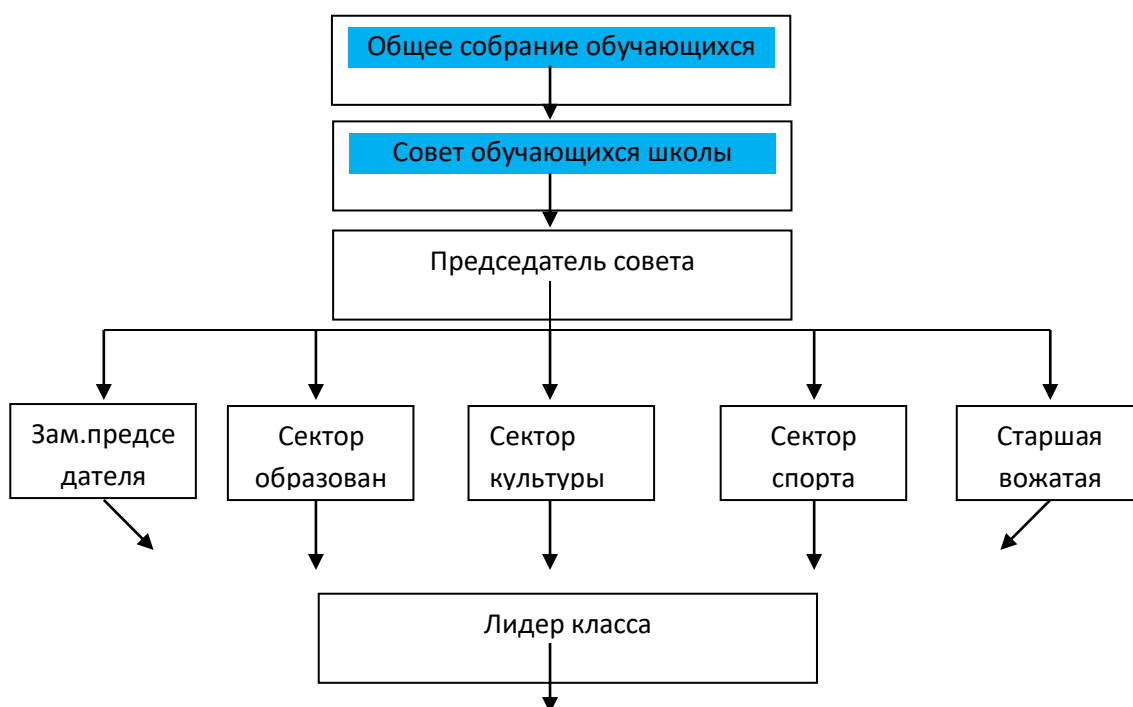 Общее собрание обучающихся
Совет обучающихся школы
Председатель совета
Зам.предсе
дателя
Сектор
образован
Сектор
культуры
Сектор
спорта
Старшая
вожатая
Лидер класса